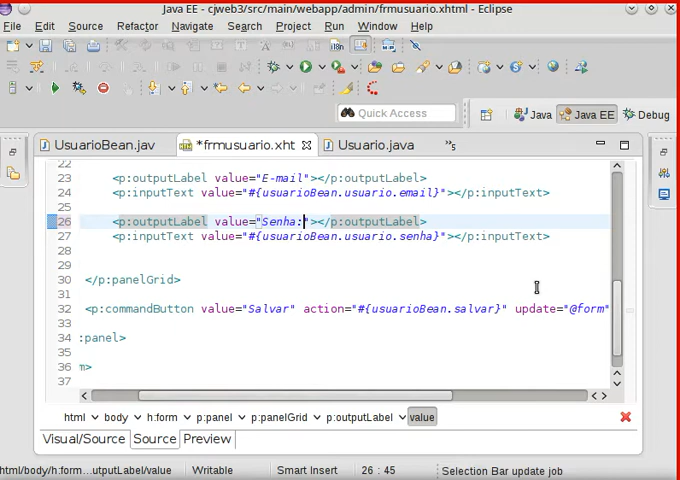 Java EE - cjweb3/src/main/webapp/admin/frmusuario.xhtml - Eclipse
File Edit Source Refactor Navigate Search Project Run Window Help
Quick Access
Java Java EE Debug
UsuarioBean.jav *frmusuario.xht Usuario.java »5
22
23 <p:outputLabel value="E-mail"></p:outputLabel>
24 <p:inputText value="#{usuarioBean.usuario.email}"></p:inputText>
25
26 <p:outputLabel value="Senha:"></p:outputLabel>
27 <p:inputText value="#{usuarioBean.usuario.senha}"></p:inputText>
28
29
30 </p:panelGrid>
31
32 <p:commandButton value="Salvar" action="#{usuarioBean.salvar}" update="@form"
33
34 :panel>
35
36 m>
37
html body h:form p:panel p:panelGrid p:outputLabel value
Visual/Source Source Preview
html/body/h:form...utputLabel/value Writable Smart Insert 26 : 45 Selection Bar update job